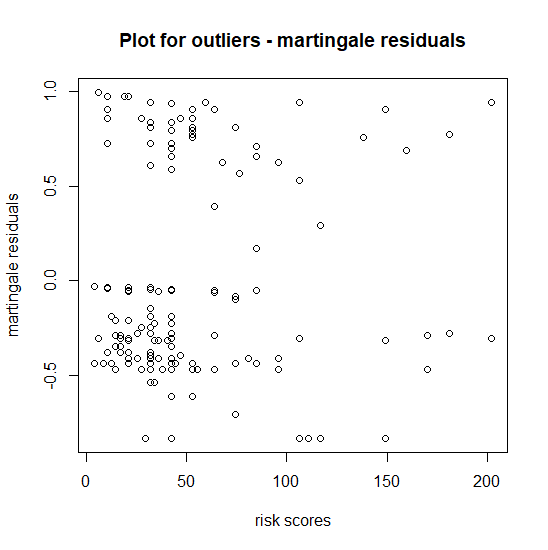 Plot for outliers - martingale residuals
1.0
0.5
0.0
-0.5
martingale residuals
0 50 100 150 200
risk scores